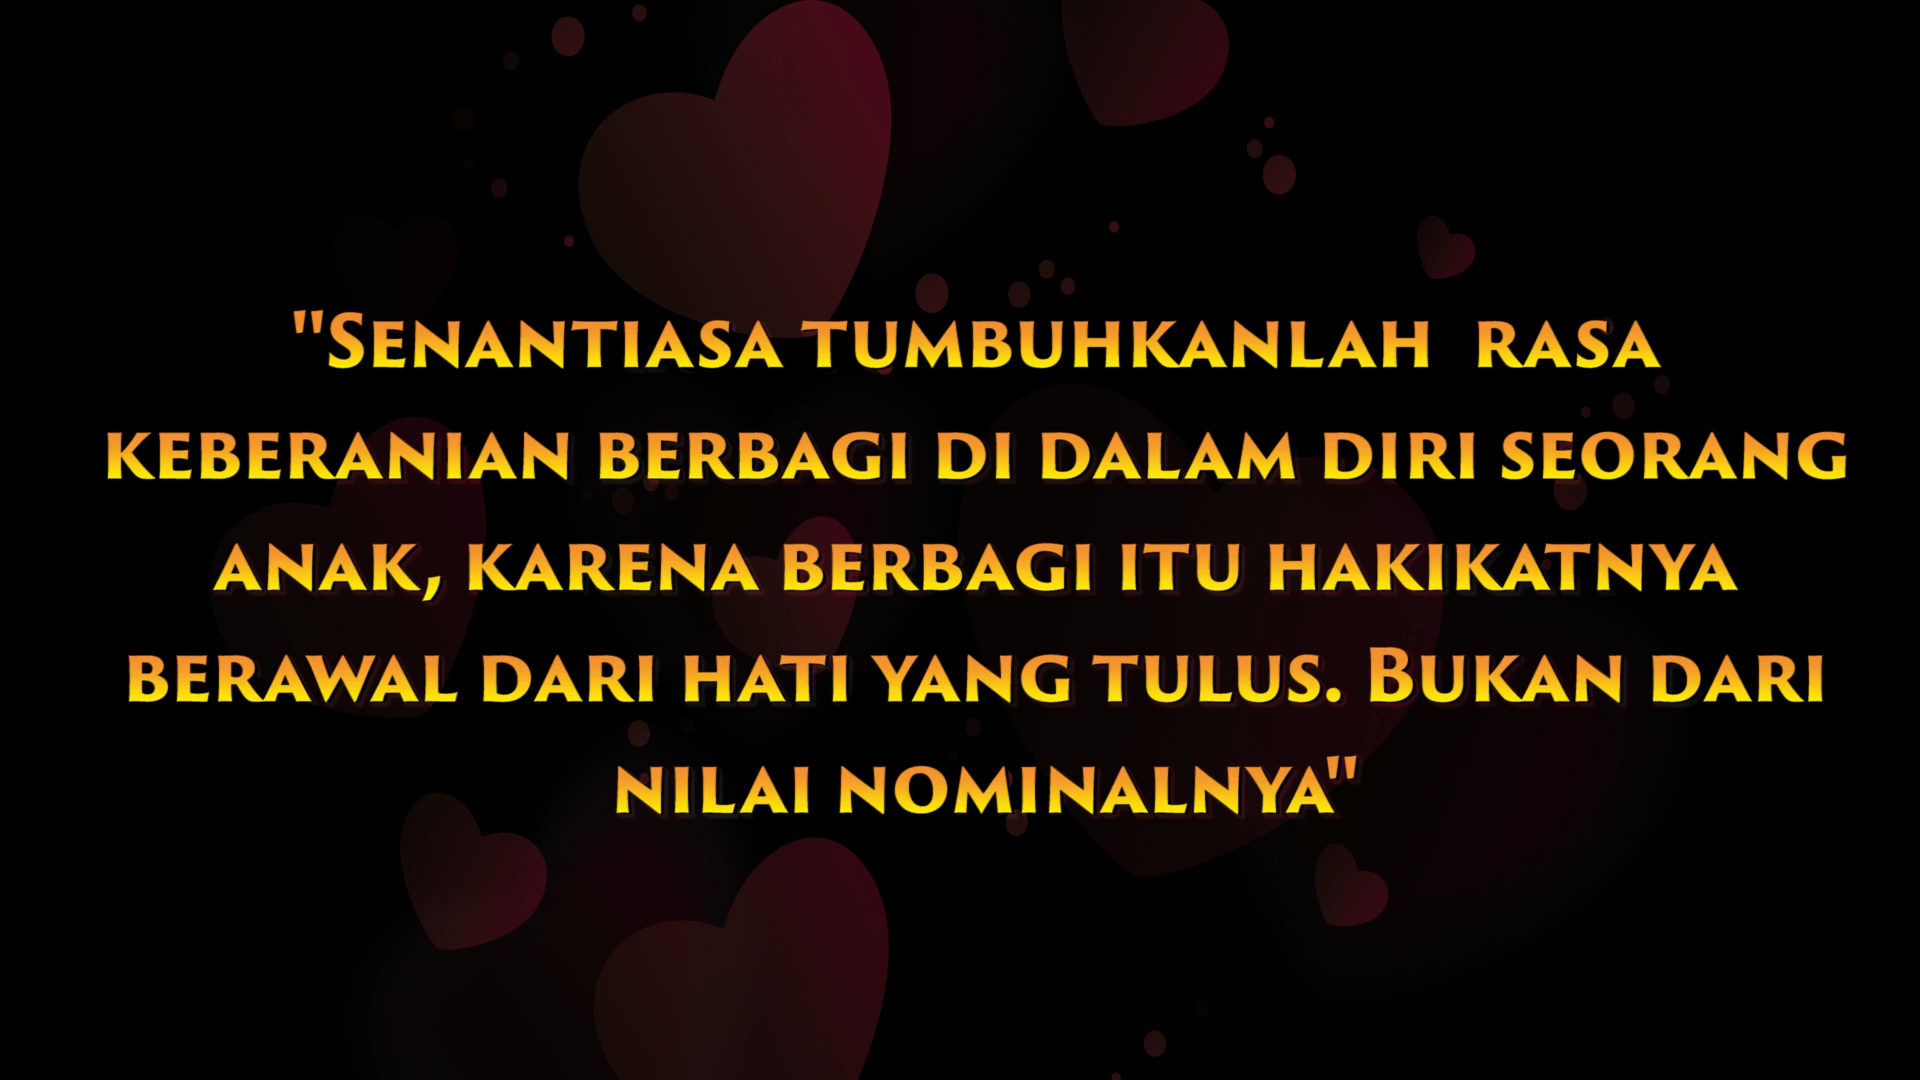 "Senantiasa tumbuhkanlah  rasa
keberanian berbagi di dalam diri seorang
anak, karena berbagi itu hakikatnya
berawal dari hati yang tulus. Bukan dari
nilai nominalnya"